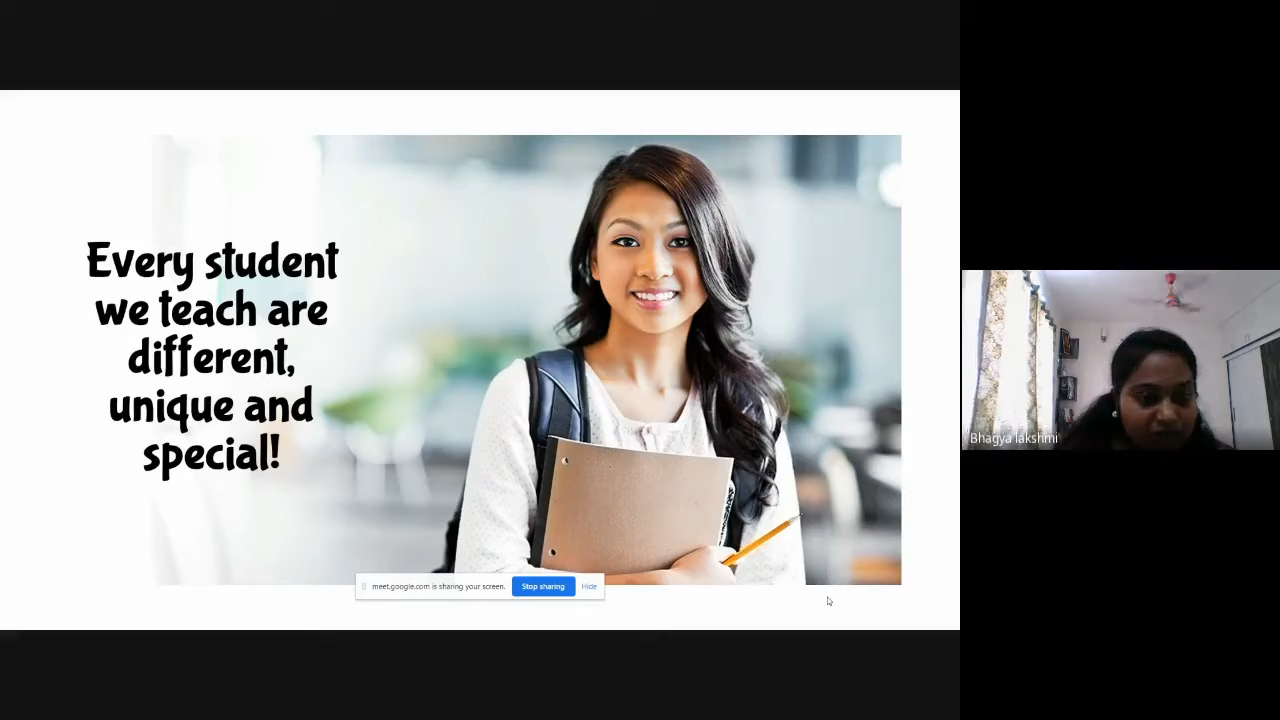 Every student
we teach are
different,
unique and
special!
meet.google.com is sharing your screen.
Stop sharing
Hide
Bhagya lakshmi